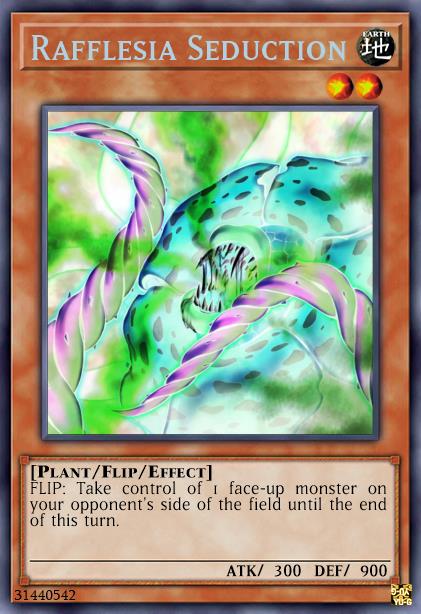 RAFFLESIA SEDUCTION
EARTH
地
[PLANT/FLIP/EFFECT]
FLIP: Take control of 1 face-up monster on
your opponent's side of the field until the end
of this turn.
ATK/ 300 DEF/ 900
31440542